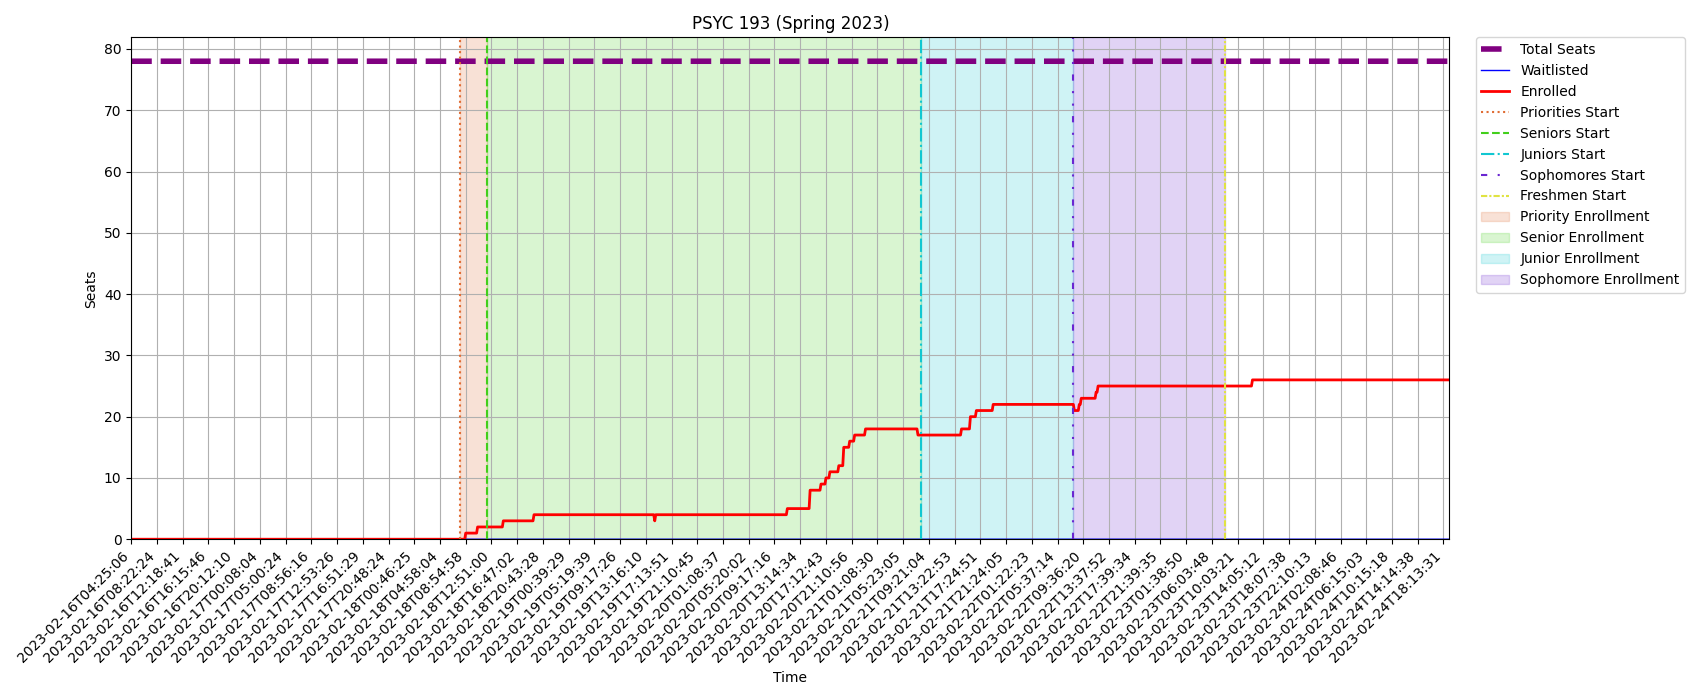 PSYC 193 (Spring 2023)
80
70
60
50
40
30
20
10
0
Seats
2023-02-16T04:25:06
2023-02-16T08:22:24
2023-02-16T12:18:41
2023-02-16T16:15:46
2023-02-16T20:12:10
2023-02-17T00:08:04
2023-02-17T05:00:24
2023-02-17T08:56:16
2023-02-17T12:53:26
2023-02-17T16:51:29
2023-02-17T20:48:24
2023-02-18T00:46:25
2023-02-18T04:58:04
2023-02-18T08:54:58
2023-02-18T12:51:00
2023-02-18T16:47:02
2023-02-18T20:43:28
2023-02-19T00:39:29
2023-02-19T05:19:39
2023-02-19T09:17:26
2023-02-19T13:16:10
2023-02-19T17:13:51
2023-02-19T21:10:45
2023-02-20T01:08:37
2023-02-20T05:20:02
2023-02-20T09:17:16
2023-02-20T13:14:34
2023-02-20T17:12:43
2023-02-20T21:10:56
2023-02-21T01:08:30
2023-02-21T05:23:05
2023-02-21T09:21:04
2023-02-21T13:22:53
2023-02-21T17:24:51
2023-02-21T21:24:05
2023-02-22T01:22:23
2023-02-22T05:37:14
2023-02-22T09:36:20
2023-02-22T13:37:52
2023-02-22T17:39:34
2023-02-22T21:39:35
2023-02-23T01:38:50
2023-02-23T06:03:48
2023-02-23T10:03:21
2023-02-23T14:05:12
2023-02-23T18:07:38
2023-02-23T22:10:13
2023-02-24T02:08:46
2023-02-24T06:15:03
2023-02-24T10:15:18
2023-02-24T14:14:38
2023-02-24T18:13:31
Time
Total Seats
Waitlisted
Enrolled
Priorities Start
Seniors Start
Juniors Start
Sophomores Start
Freshmen Start
Priority Enrollment
Senior Enrollment
Junior Enrollment
Sophomore Enrollment